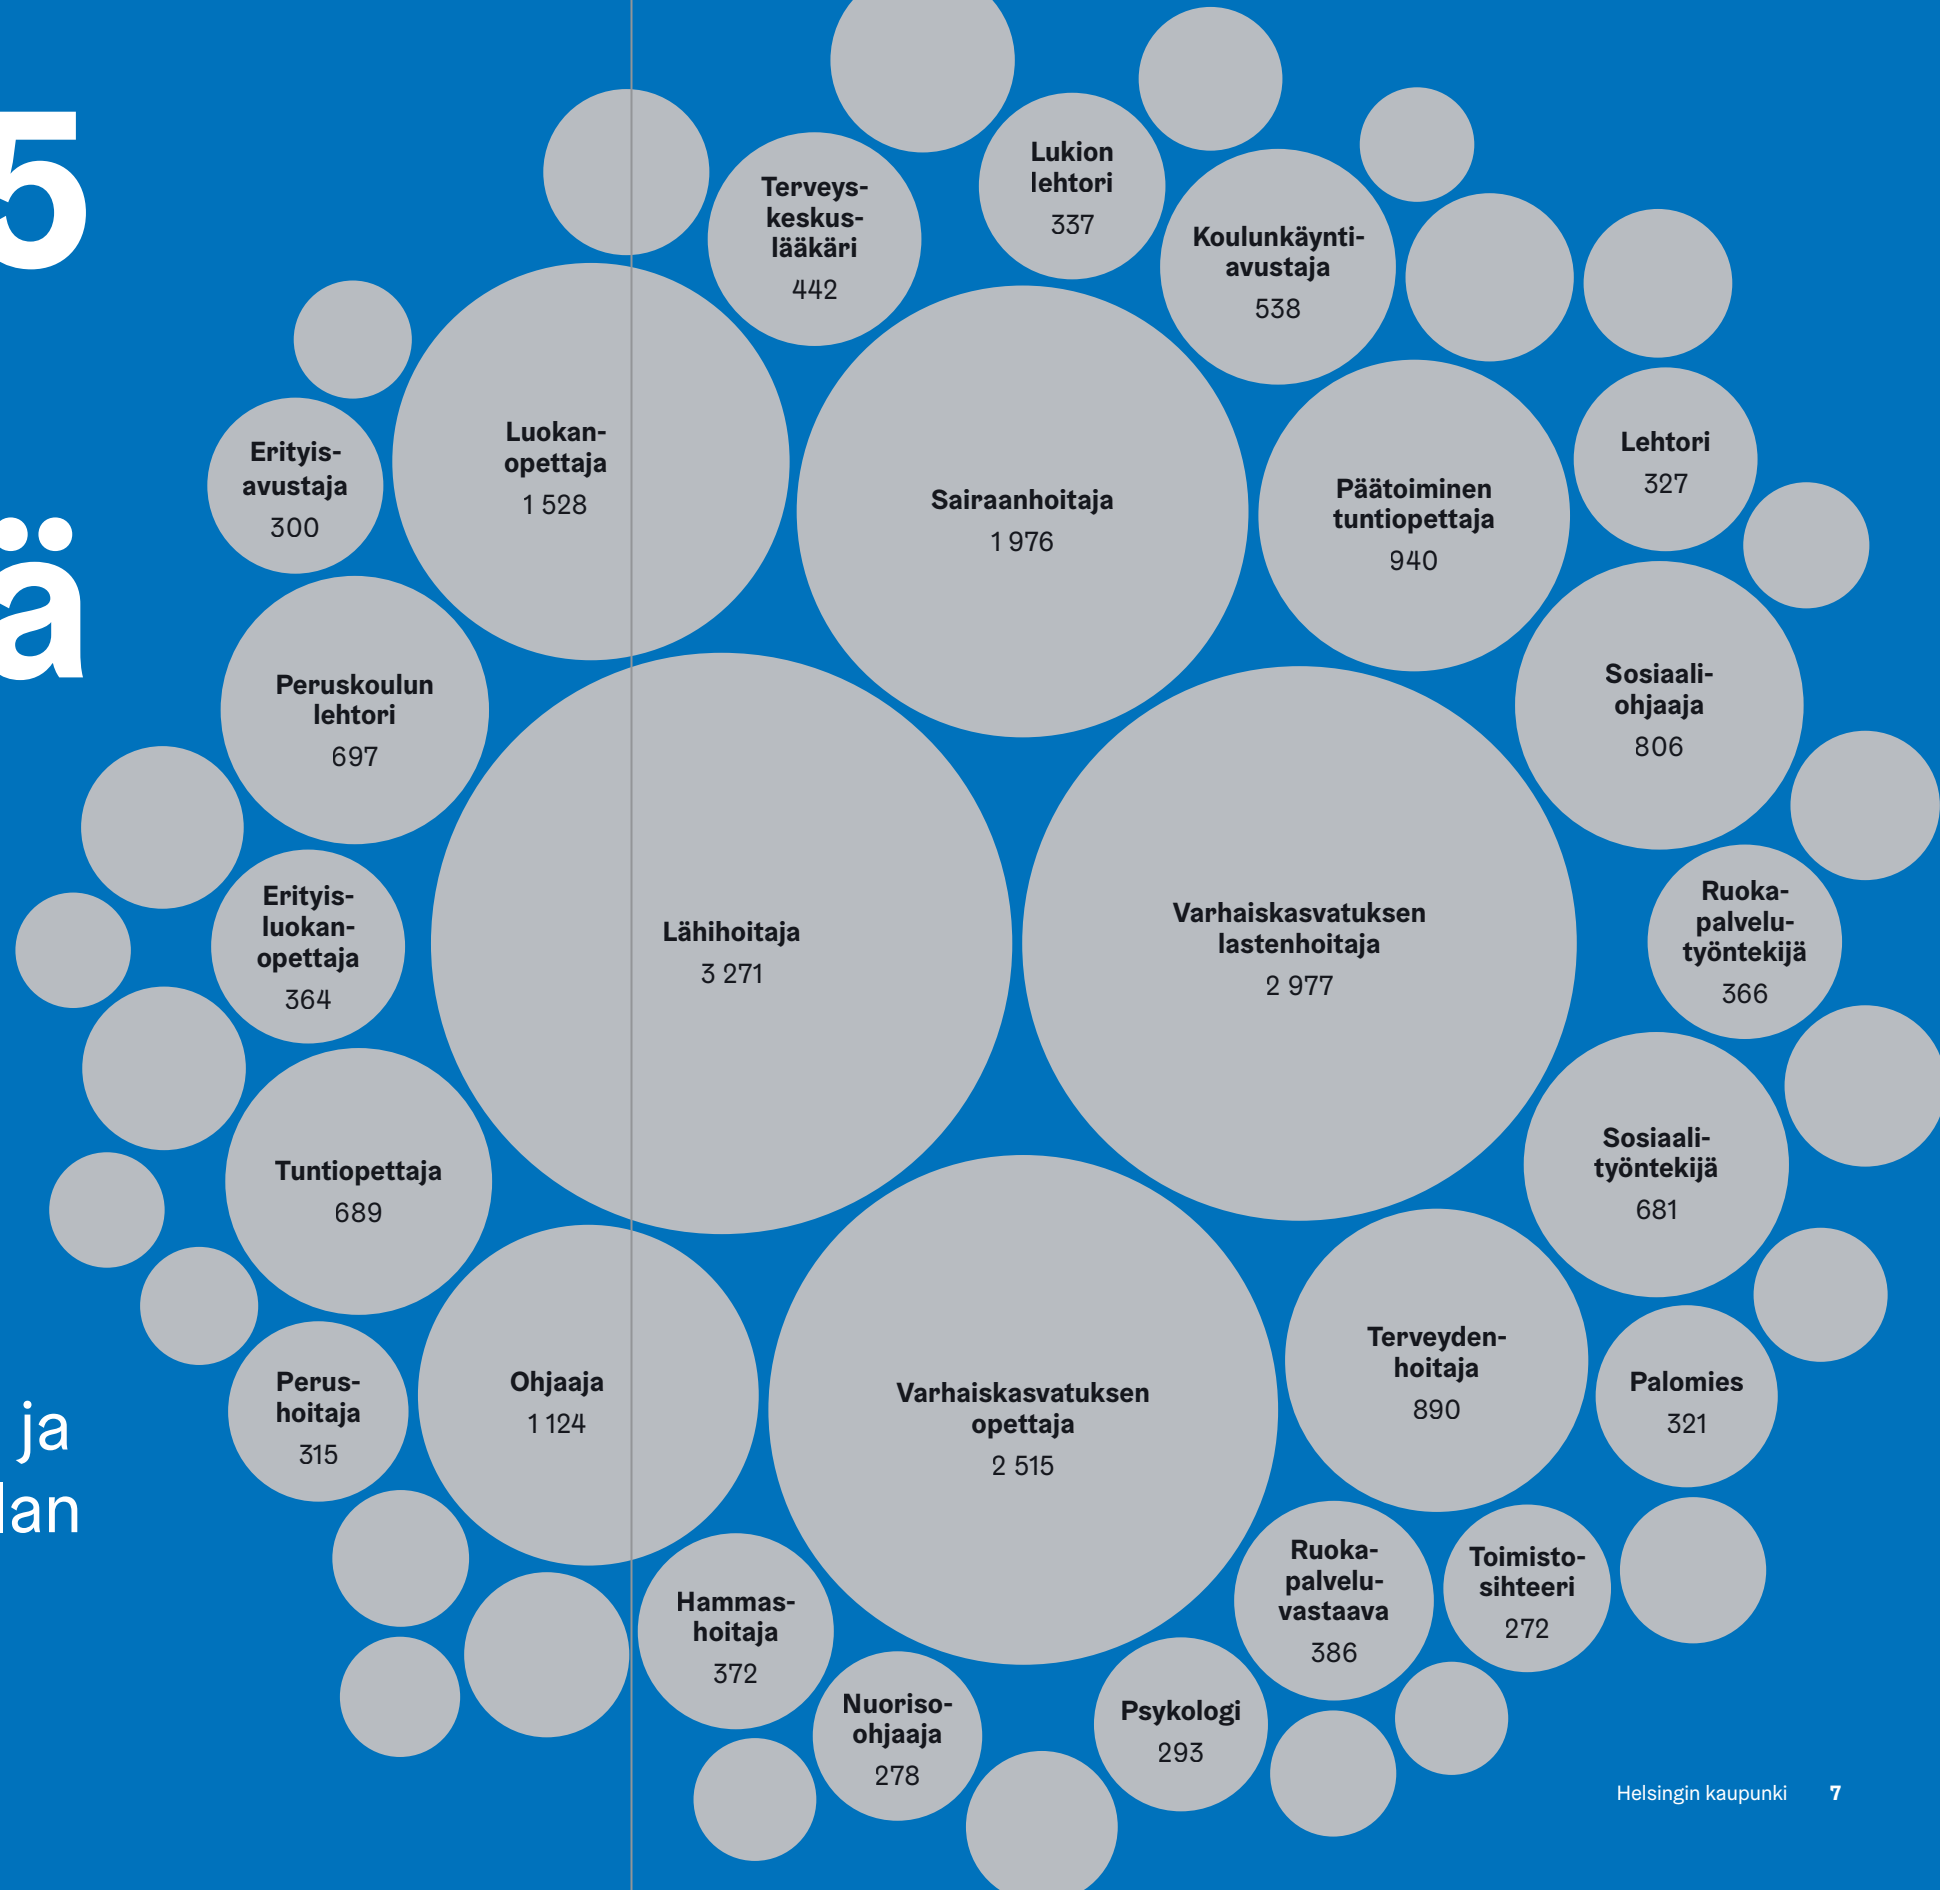 5
ä
ja
lan
Terveys-
keskus-
lääkäri
442
Lukion
lehtori
337
Koulunkäynti-
avustaja
538
Erityis-
avustaja
300
Luokan-
opettaja
1 528
Sairaanhoitaja
1 976
Päätoiminen
tuntiopettaja
940
Lehtori
327
Peruskoulun
lehtori
697
Sosiaali-
ohjaaja
806
Erityis-
luokan-
opettaja
364
Lähihoitaja
3 271
Varhaiskasvatuksen
lastenhoitaja
2 977
Ruoka-
palvelu-
työntekijä
366
Tuntiopettaja
689
Sosiaali-
työntekijä
681
Perus-
hoitaja
315
Ohjaaja
1 124
Varhaiskasvatuksen
opettaja
2 515
Terveyden-
hoitaja
890
Palomies
321
Hammas-
hoitaja
372
Nuoriso-
ohjaaja
278
Psykologi
293
Ruoka-
palvelu-
vastaava
386
Toimisto-
sihteeri
272
Helsingin kaupunki 7